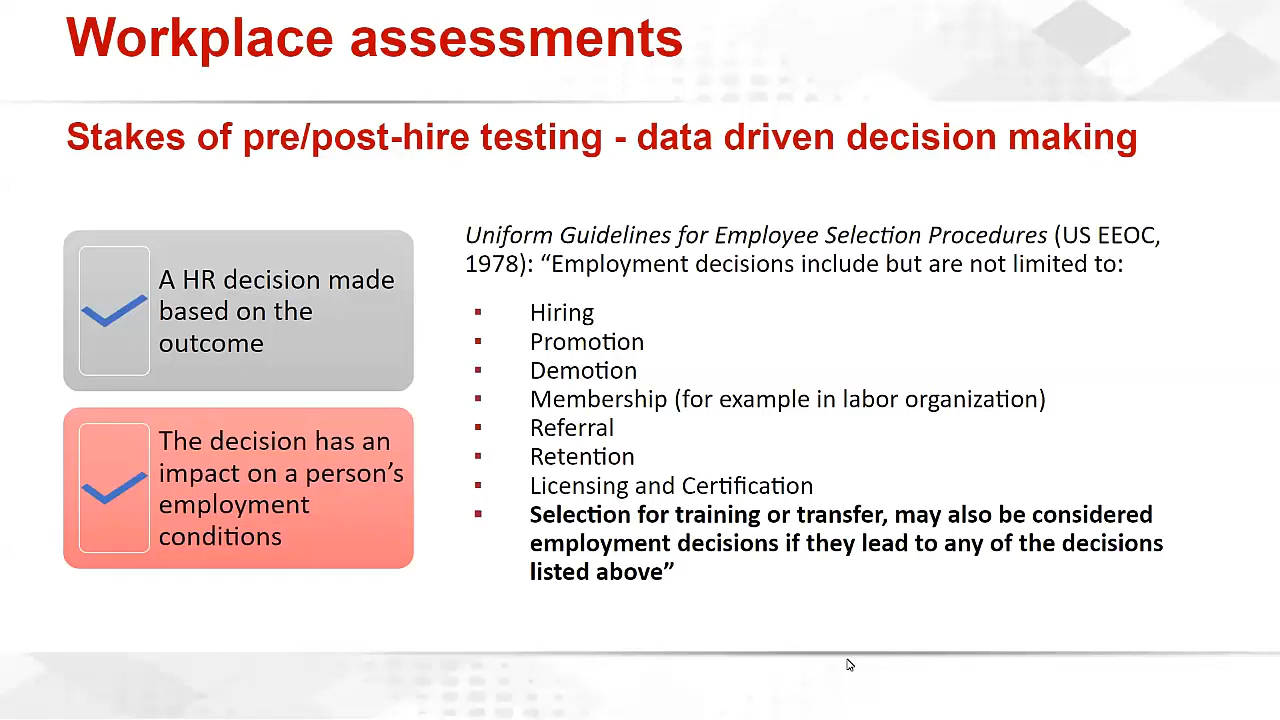 Workplace assessments
Stakes of pre/post-hire testing - data driven decision making
A HR decision made
based on the
outcome
The decision has an
impact on a person’s
employment
conditions
Uniform Guidelines for Employee Selection Procedures (US EEOC,
1978): “Employment decisions include but are not limited to:
▪ Hiring
▪ Promotion
▪ Demotion
▪ Membership (for example in labor organization)
▪ Referral
▪ Retention
▪ Licensing and Certification
▪ Selection for training or transfer, may also be considered
employment decisions if they lead to any of the decisions
listed above”